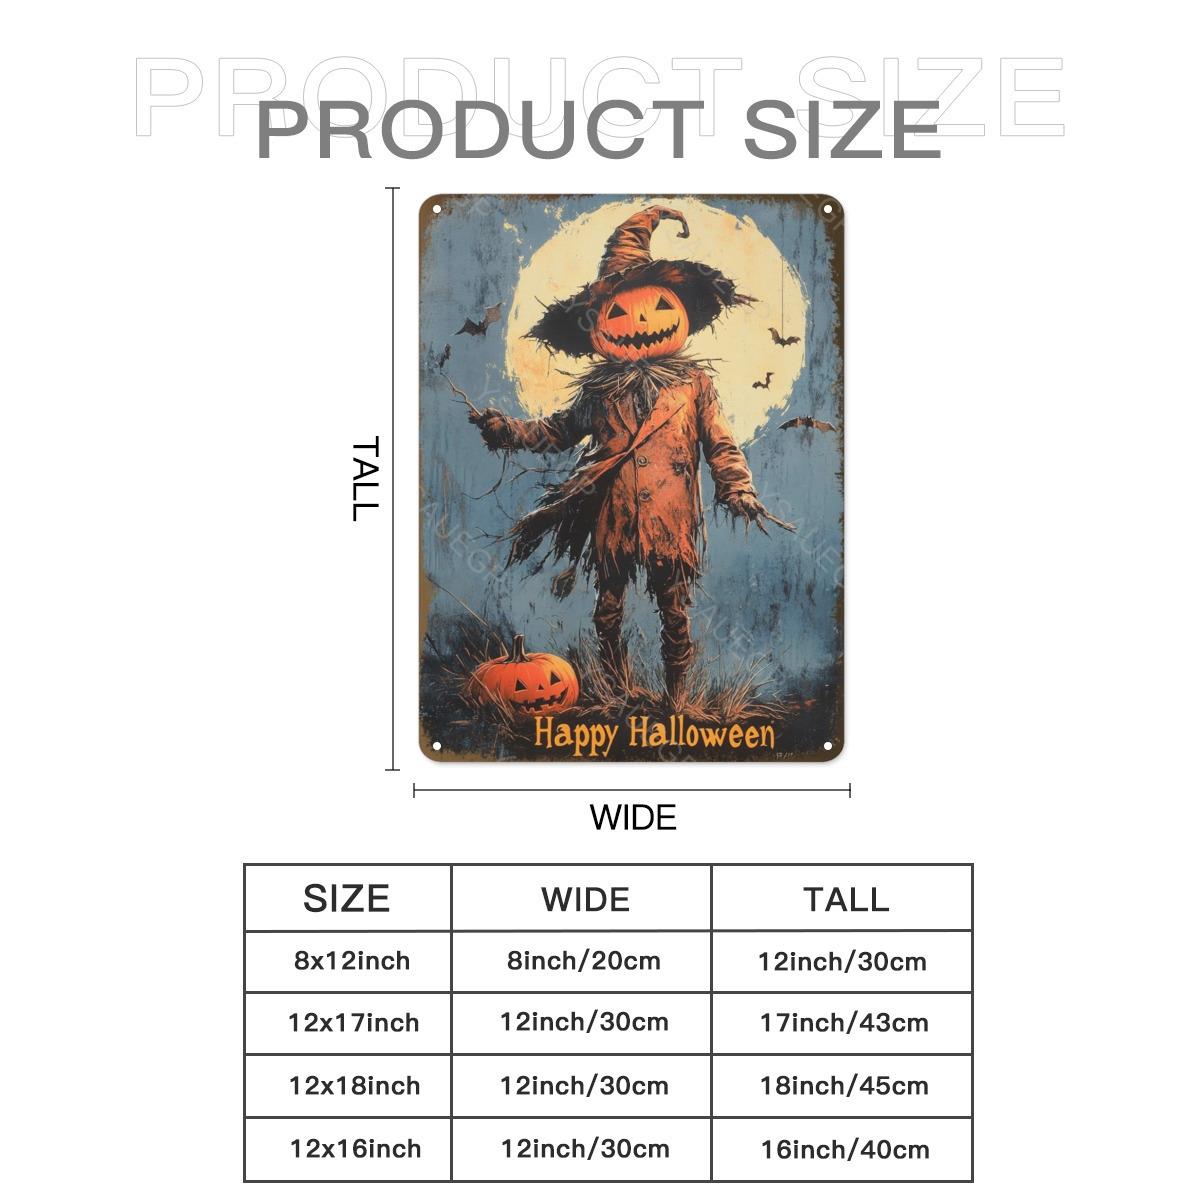 PRODUCT SIZE
PRODUCT SIZE
TALL
Happy Halloween
WIDE
SIZE WIDE TALL
8x12inch 8inch/20cm 12inch/30cm
12x17inch 12inch/30cm 17inch/43cm
12x18inch 12inch/30cm 18inch/45cm
12x16inch 12inch/30cm 16inch/40cm